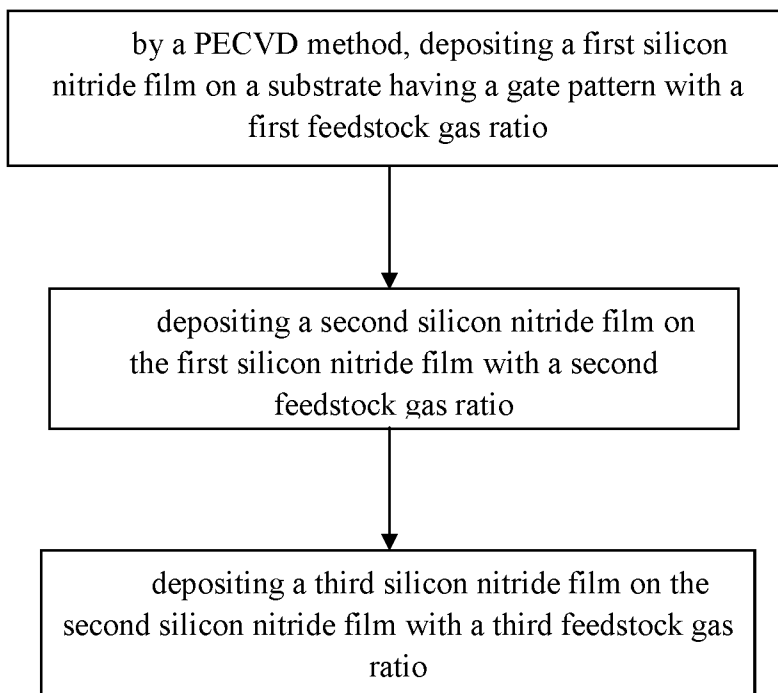 by a PECVD method, depositing a first silicon
nitride film on a substrate having a gate pattern with a
first feedstock gas ratio
depositing a second silicon nitride film on
the first silicon nitride film with a second
feedstock gas ratio
depositing a third silicon nitride film on the
second silicon nitride film with a third feedstock gas
ratio